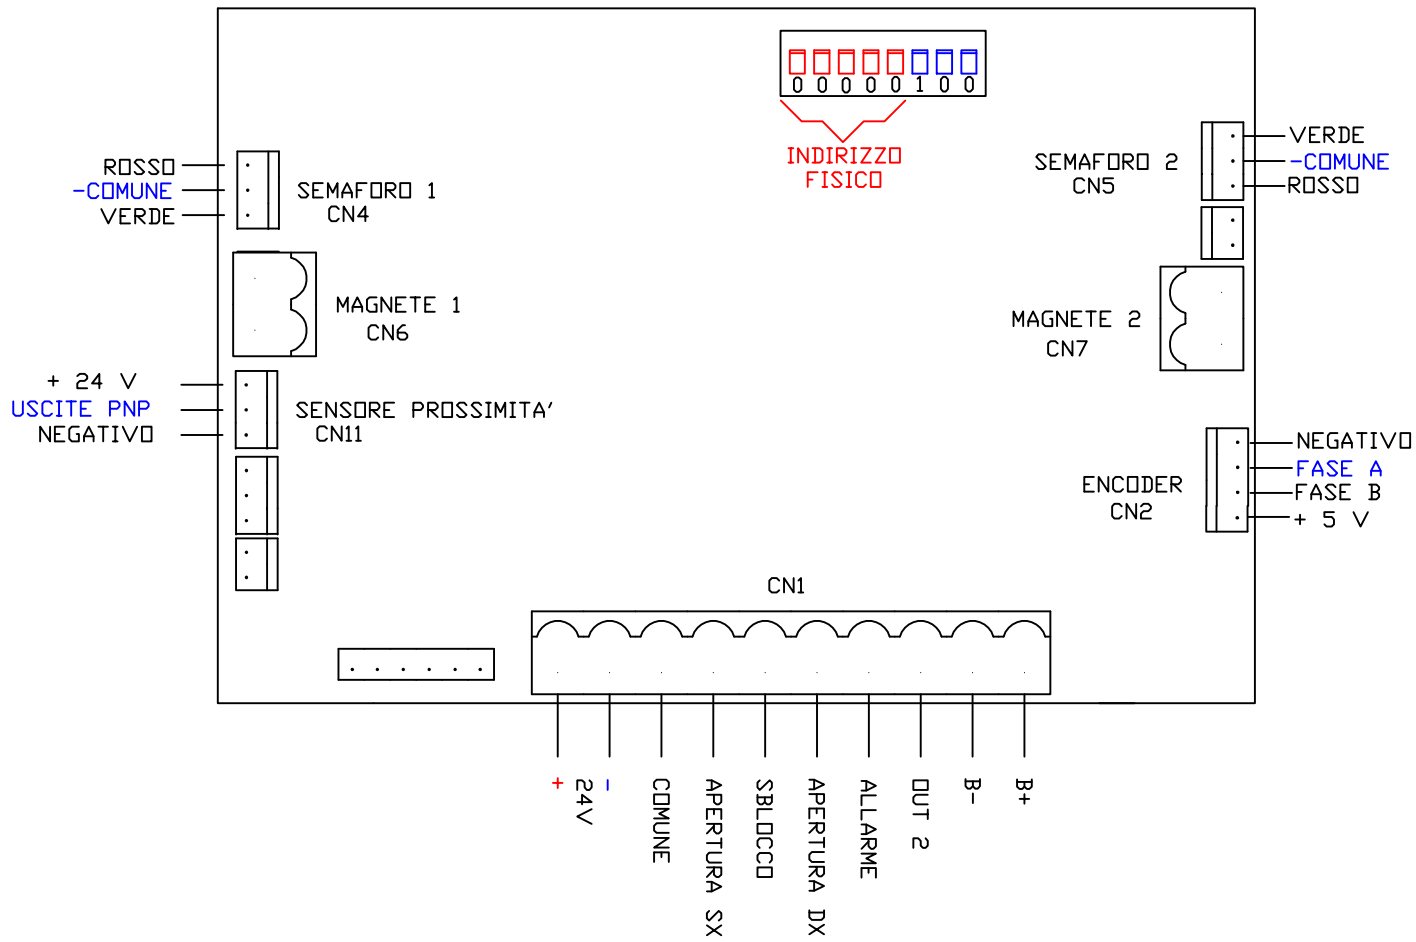 0 0 0 0 0 1 0 0
INDIRIZZO
FISICO
ROSSO
-COMUNE
VERDE
SEMAFORO 1
CN4
SEMAFORO 2
CN5
VERDE
-COMUNE
ROSSO
MAGNETE 1
CN6
MAGNETE 2
CN7
+ 24 V
USCITE PNP
NEGATIVO
SENSORE PROSSIMITA'
CN11
ENCODER
CN2
NEGATIVO
FASE A
FASE B
+ 5 V
CN1
+
24V
-
COMUNE
APERTURA SX
SBLOCCO
APERTURA DX
ALLARME
OUT 2
B-
B+